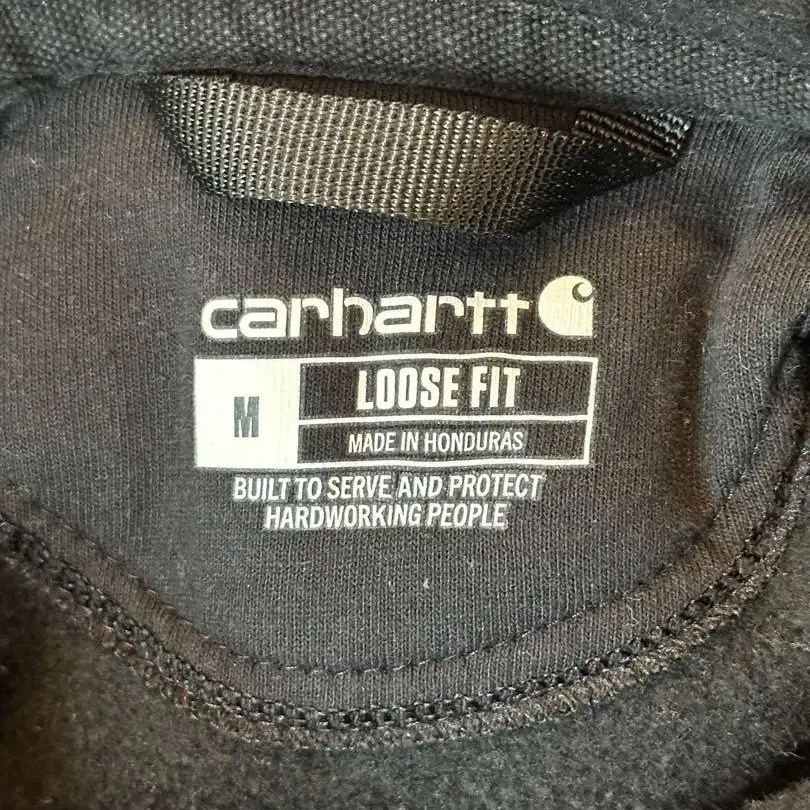 carhartt
M
LOOSE FIT
MADE IN HONDURAS
BUILT TO SERVE AND PROTECT
HARDWORKING PEOPLE